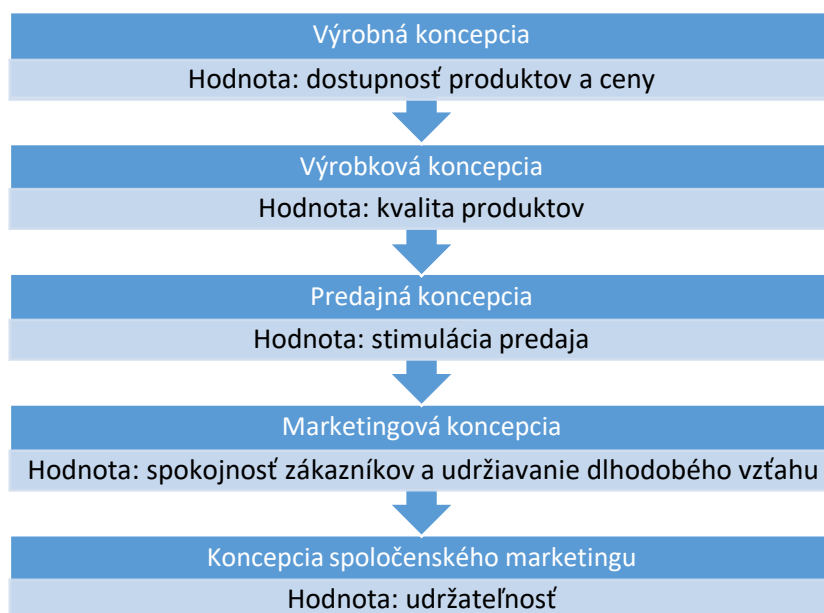 Výrobná koncepcia
Hodnota: dostupnosť produktov a ceny
Výrobková koncepcia
Hodnota: kvalita produktov
Predajná koncepcia
Hodnota: stimulácia predaja
Marketingová koncepcia
Hodnota: spokojnosť zákazníkov a udržiavanie dlhodobého vzťahu
Koncepcia spoločenského marketingu
Hodnota: udržateľnosť